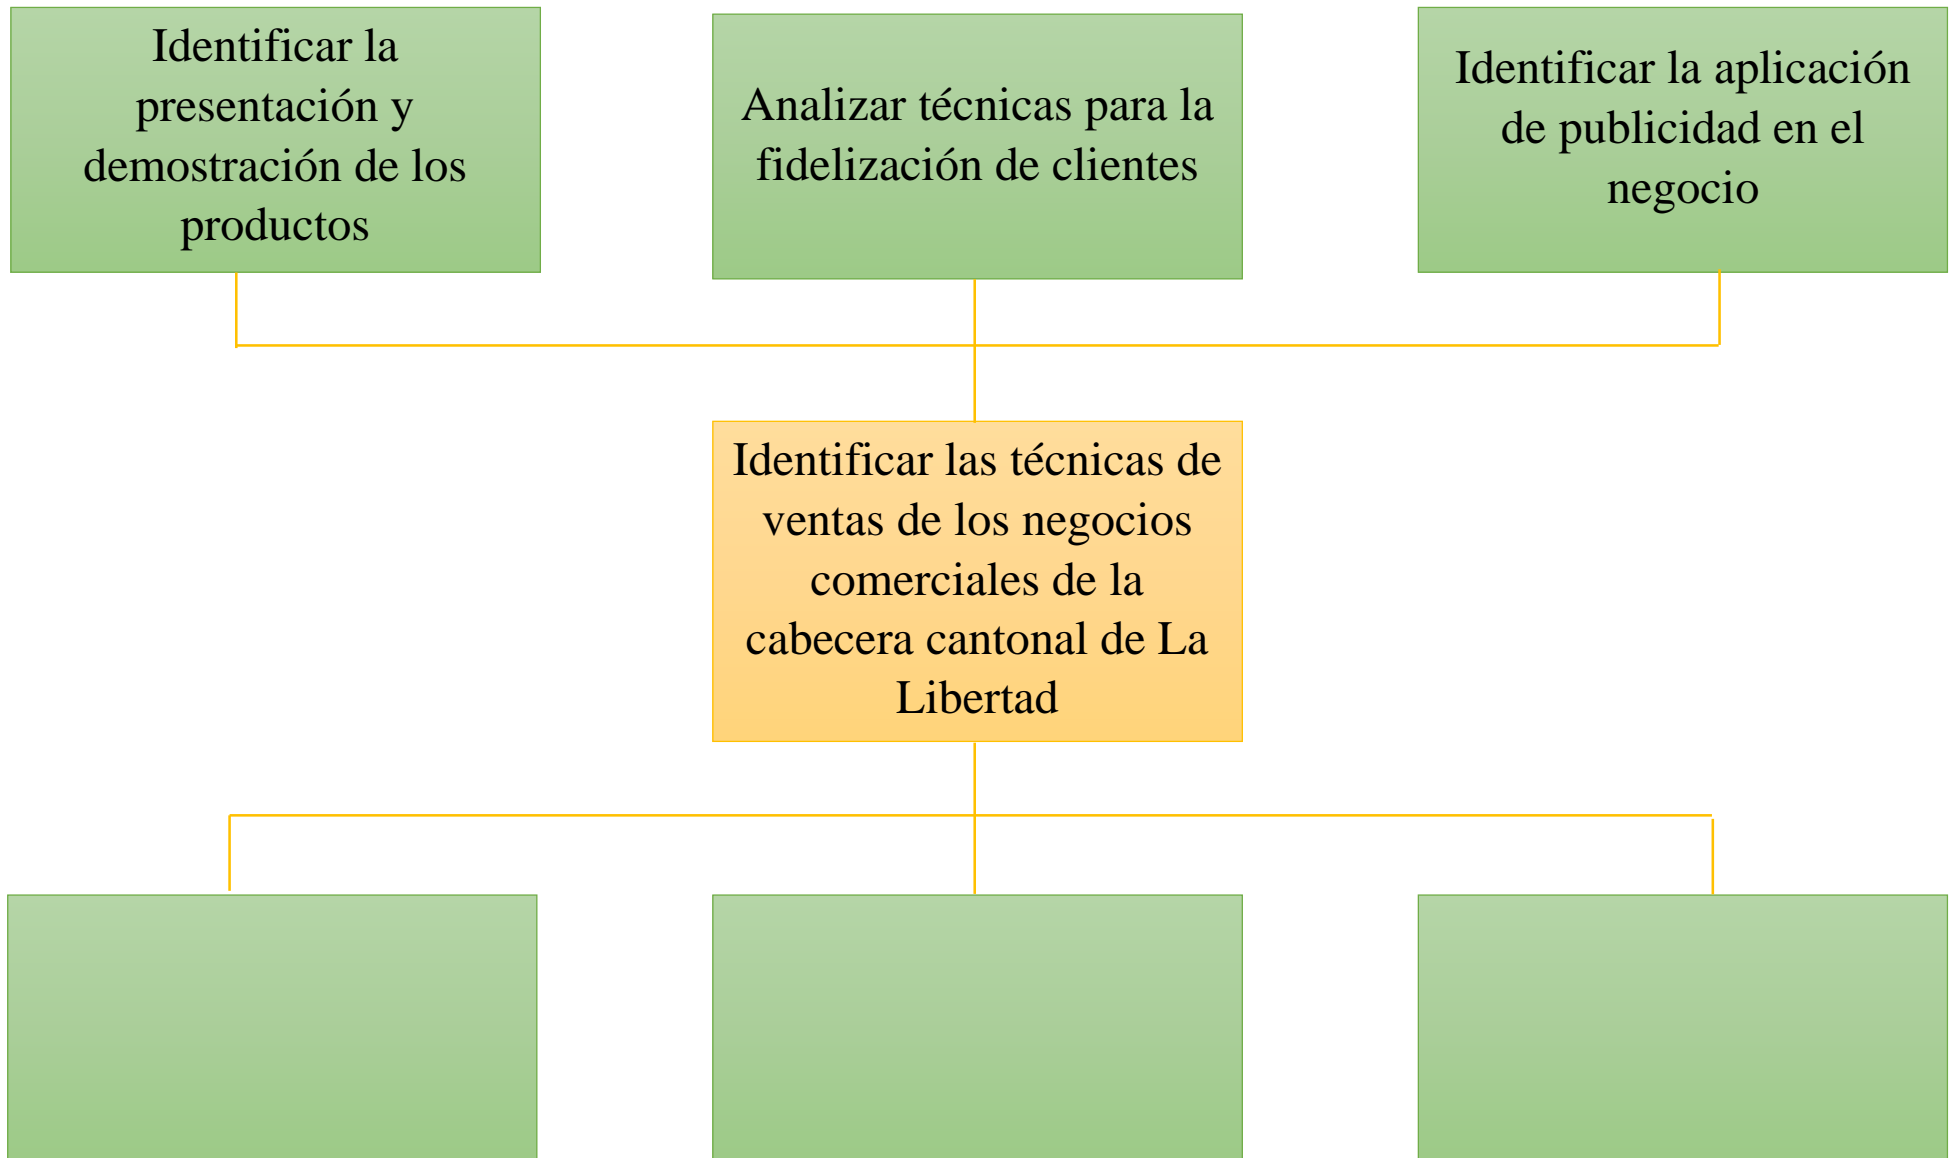 Identificar la
presentación y
demostración de los
productos
Analizar técnicas para la
fidelización de clientes
Identificar la aplicación
de publicidad en el
negocio
Identificar las técnicas de
ventas de los negocios
comerciales de la
cabecera cantonal de La
Libertad